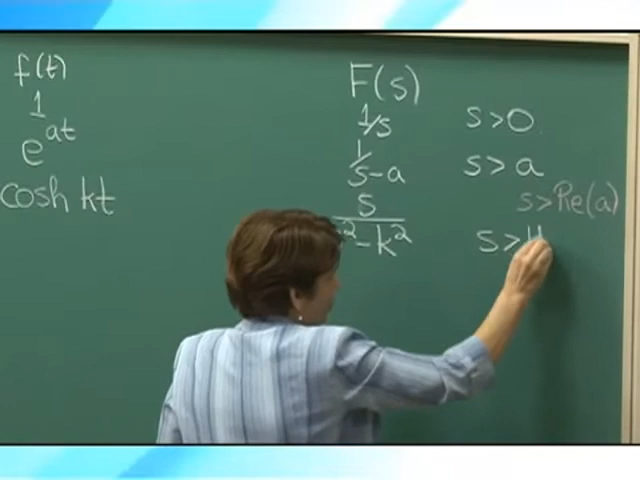 f(t) F(s)
1 1/s s>0
e^at 1/s-a s>a
s>Re(a)
cosh kt s/s²-k² s>